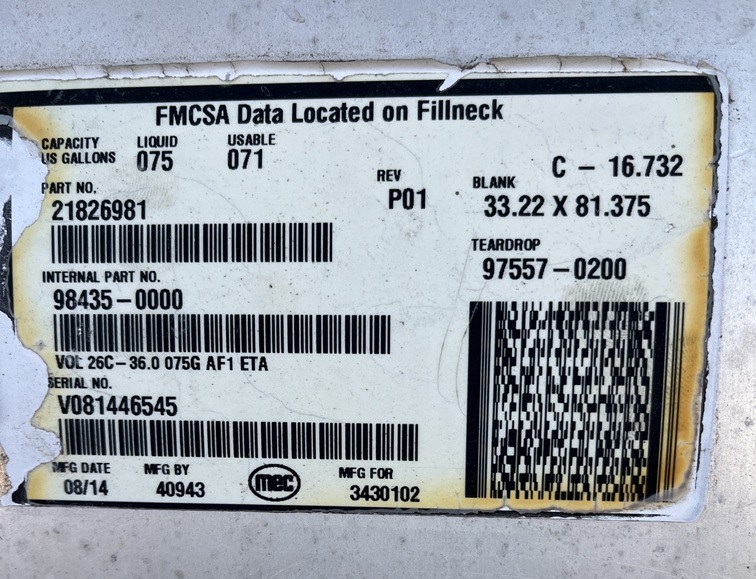 FMCSA Data Located on Fillneck
CAPACITY LIQUID USABLE
US GALLONS 075 071
C - 16.732
PART NO. REV BLANK
21826981 P01 33.22 X 81.375
TEARDROP
97557-0200
INTERNAL PART NO.
98435-0000
VOL 26C-36.0 075G AF1 ETA
SERIAL NO.
V081446545
MFG DATE MFG BY mec MFG FOR
08/14 40943 3430102